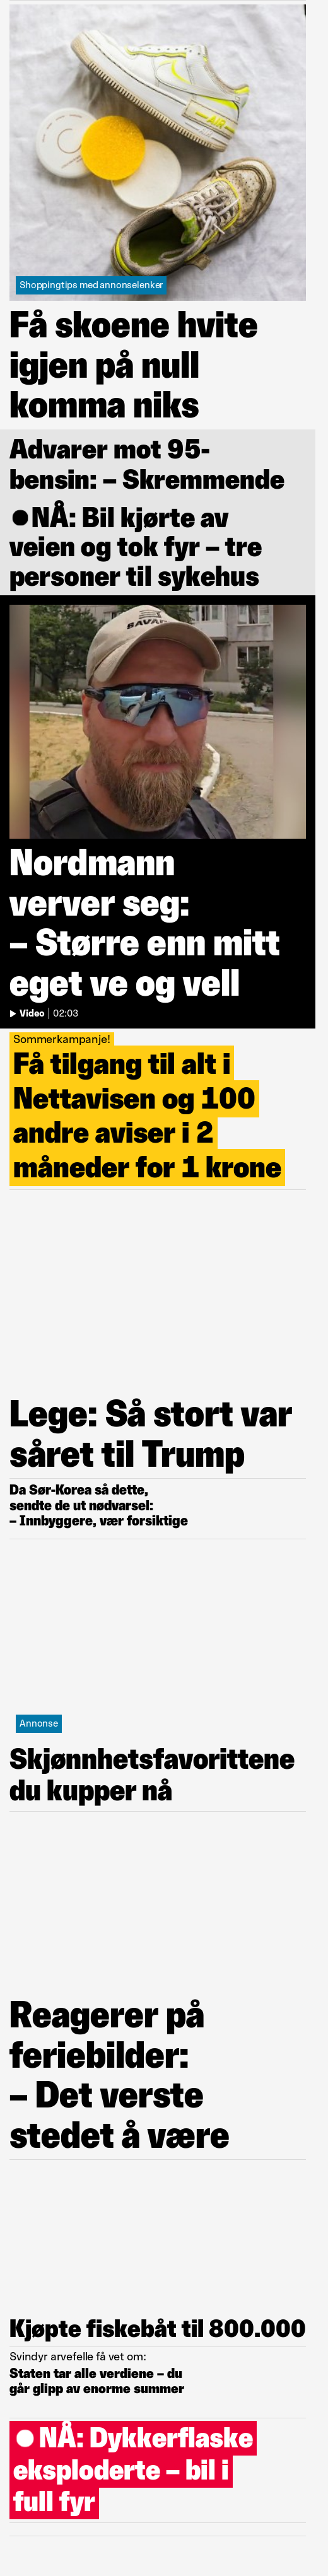 AIR
Shoppingtips med annonselenker
Få skoene hvite
igjen på null
komma niks
Advarer mot 95-
bensin: – Skremmende
NÅ: Bil kjørte av
veien og tok fyr – tre
personer til sykehus
SAVAG
Nordmann
verver seg:
– Større enn mitt
eget ve og vell
Video | 02:03
Sommerkampanje!
Få tilgang til alt i
Nettavisen og 100
andre aviser i 2
måneder for 1 krone
Lege: Så stort var
såret til Trump
Da Sør-Korea så dette,
sendte de ut nødvarsel:
– Innbyggere, vær forsiktige
Annonse
Skjønnhetsfavorittene
du kupper nå
Reagerer på
feriebilder:
– Det verste
stedet å være
Kjøpte fiskebåt til 800.000
Svindyr arvefelle få vet om:
Staten tar alle verdiene – du
går glipp av enorme summer
NÅ: Dykkerflaske
eksploderte – bil i
full fyr